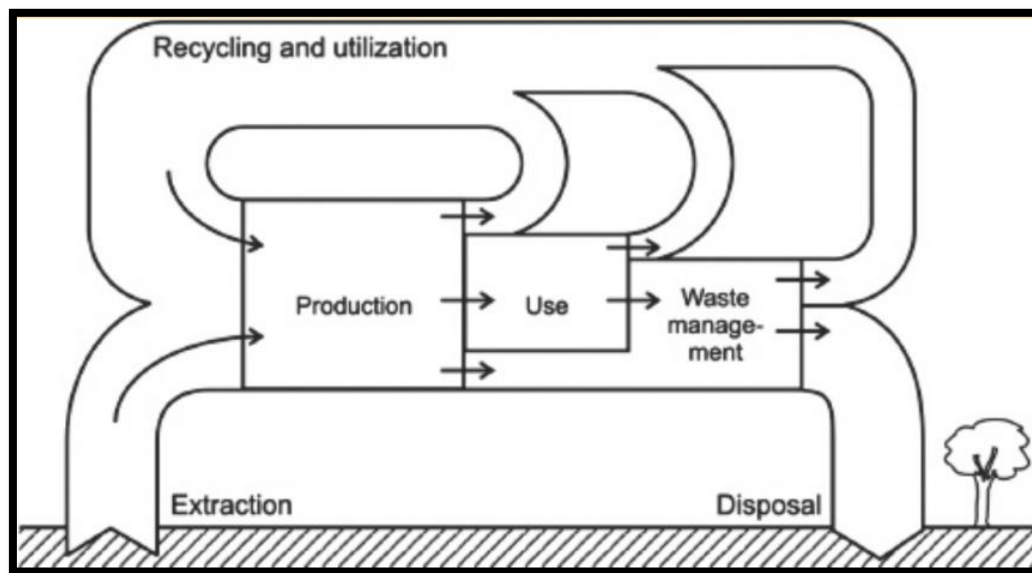 Recycling and utilization
Production
Use
Waste
manage-
ment
Extraction
Disposal